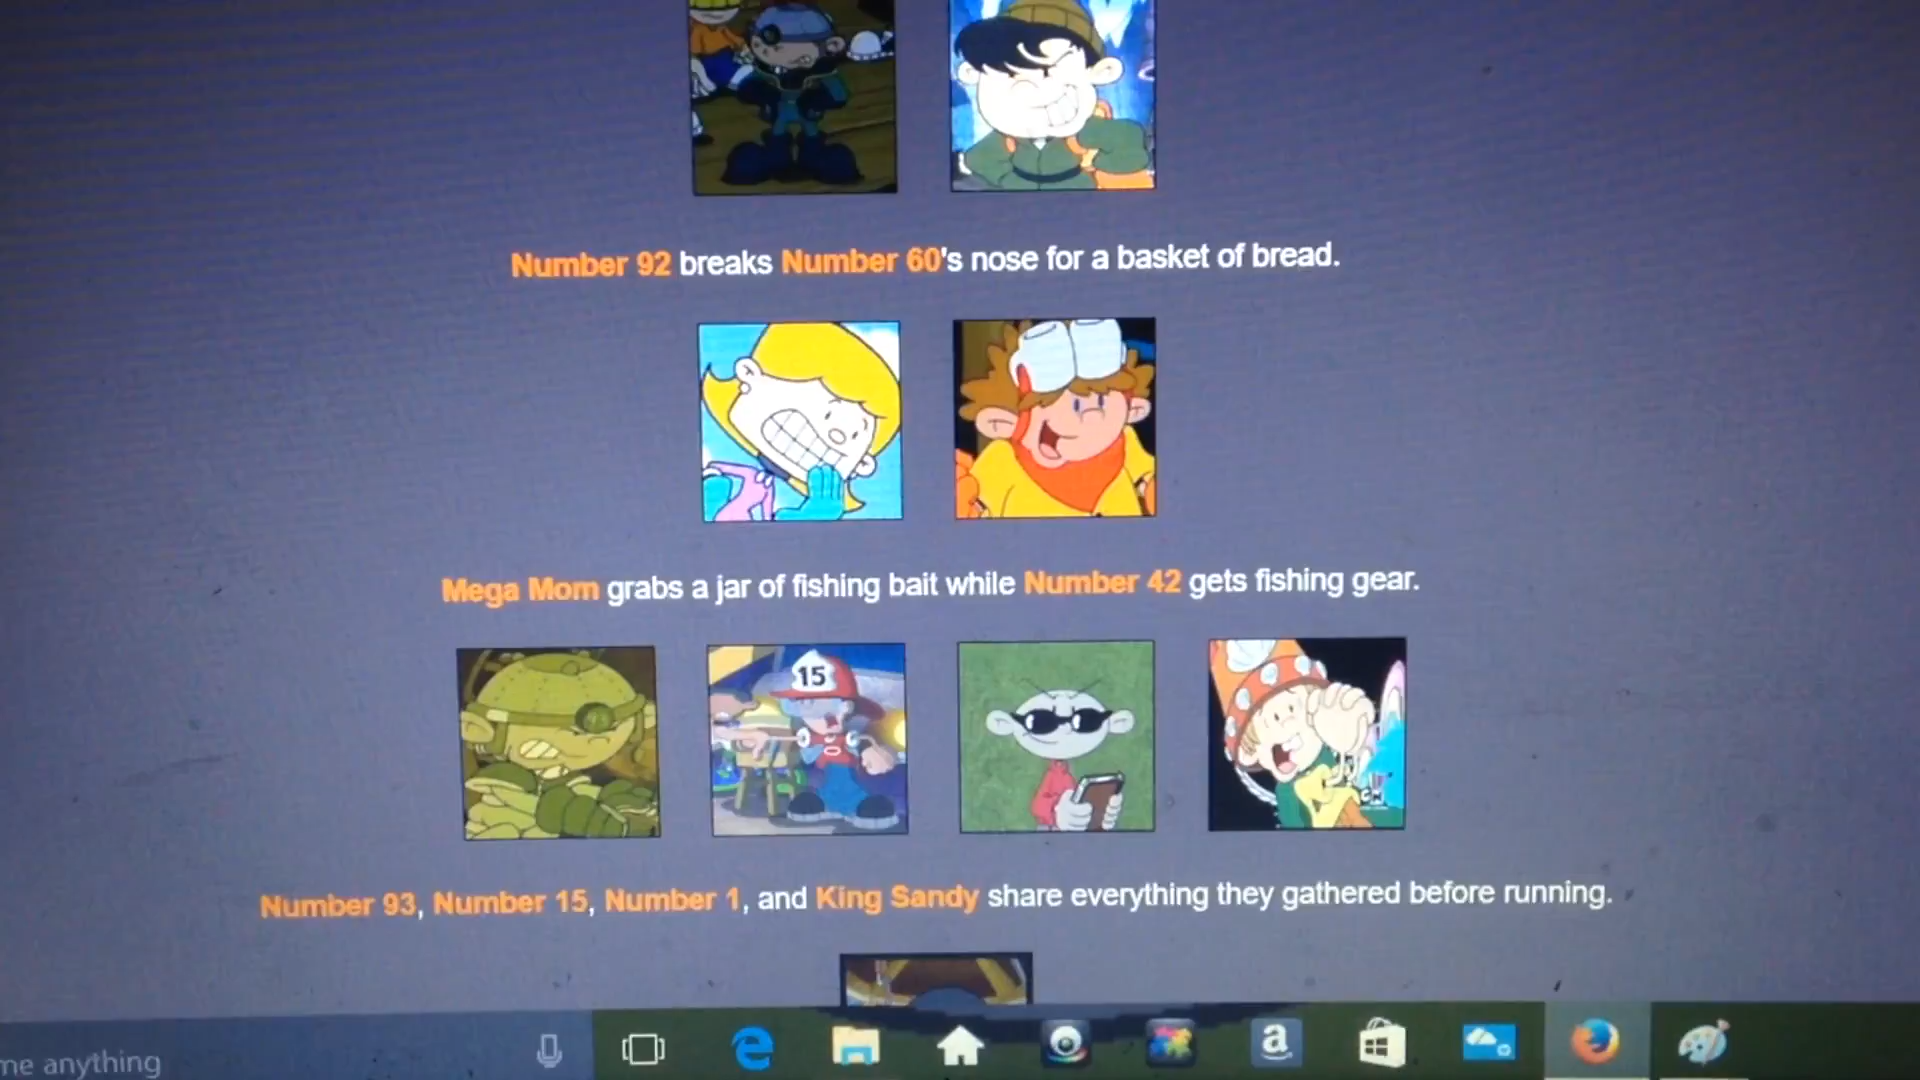 Number 92 breaks Number 60's nose for a basket of bread.
Mega Mom grabs a jar of fishing bait while Number 42 gets fishing gear.
15
Number 93, Number 15, Number 1, and King Sandy share everything they gathered before running.
me anything
a